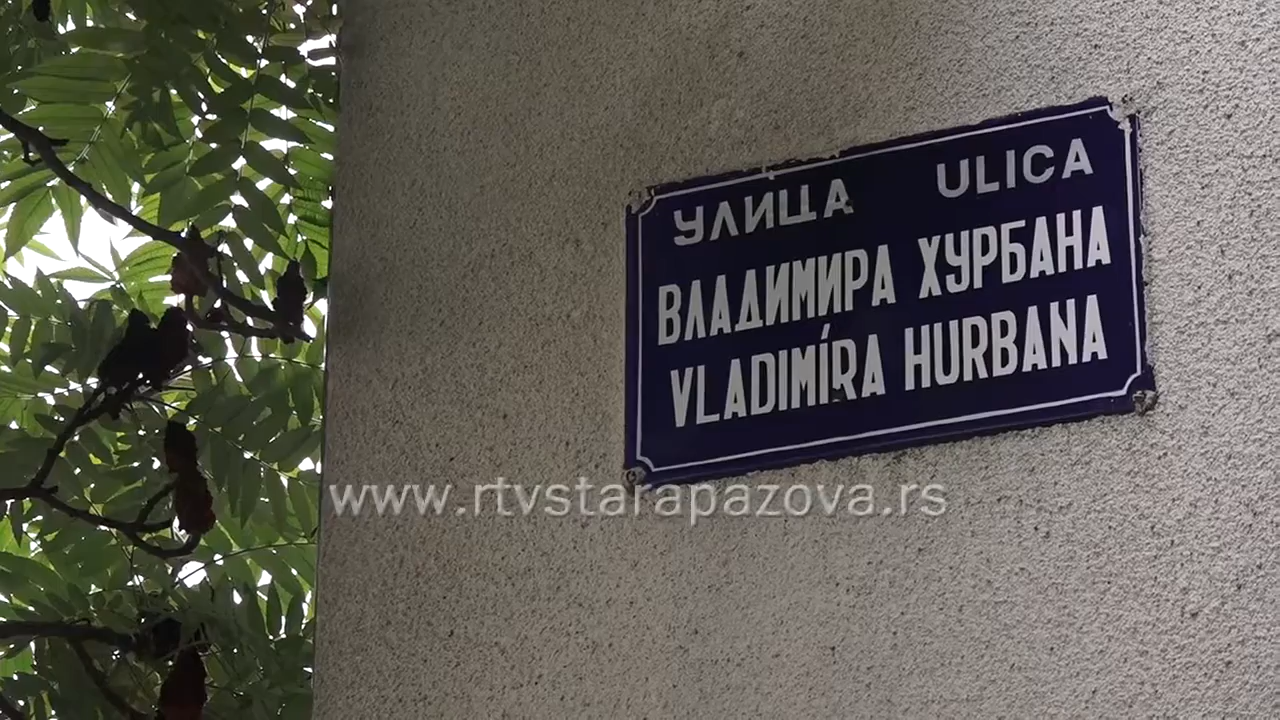 УЛИЦА ULICA
ВЛАДИМИРА ХУРБАНА
VLADIMÍRA HURBANA
www.rtvstarapazova.rs